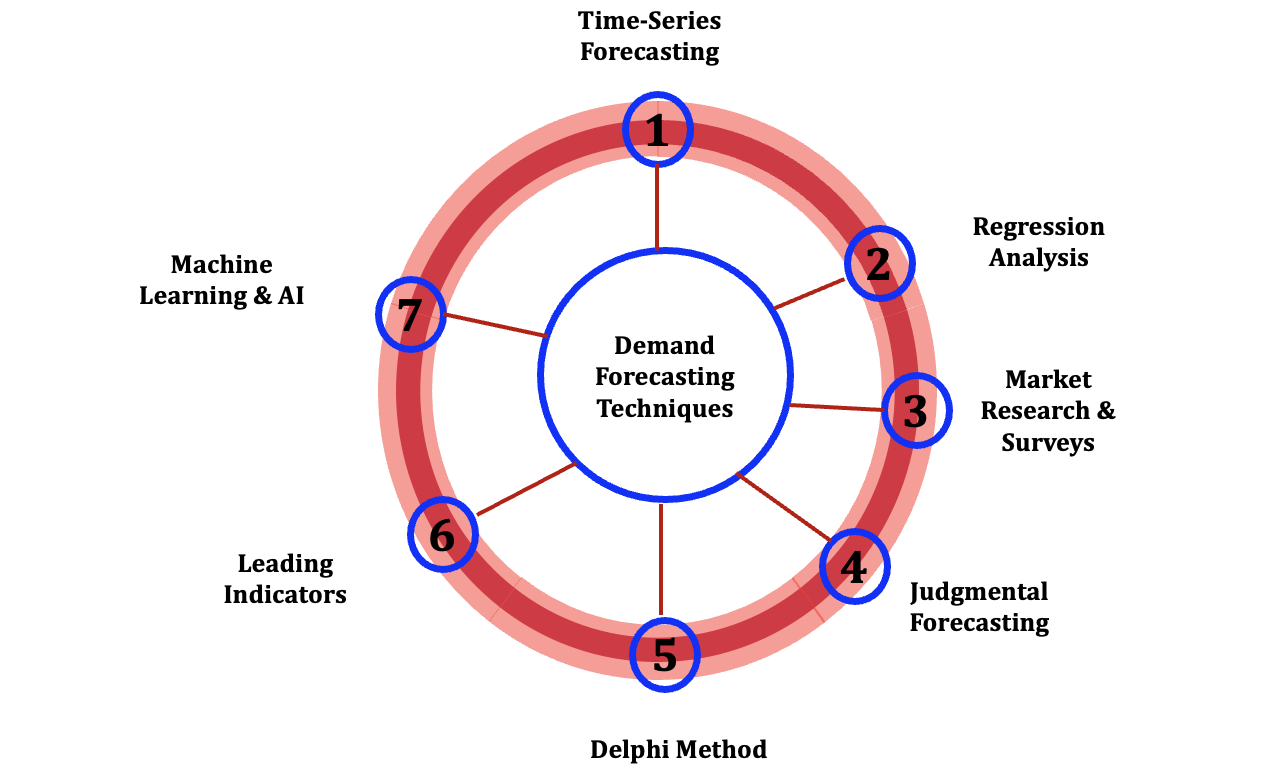 Time-Series
Forecasting
1
2
Regression
Analysis
Machine
Learning & AI
7
Demand
Forecasting
Techniques
3
Market
Research &
Surveys
6
Leading
Indicators
4
Judgmental
Forecasting
5
Delphi Method